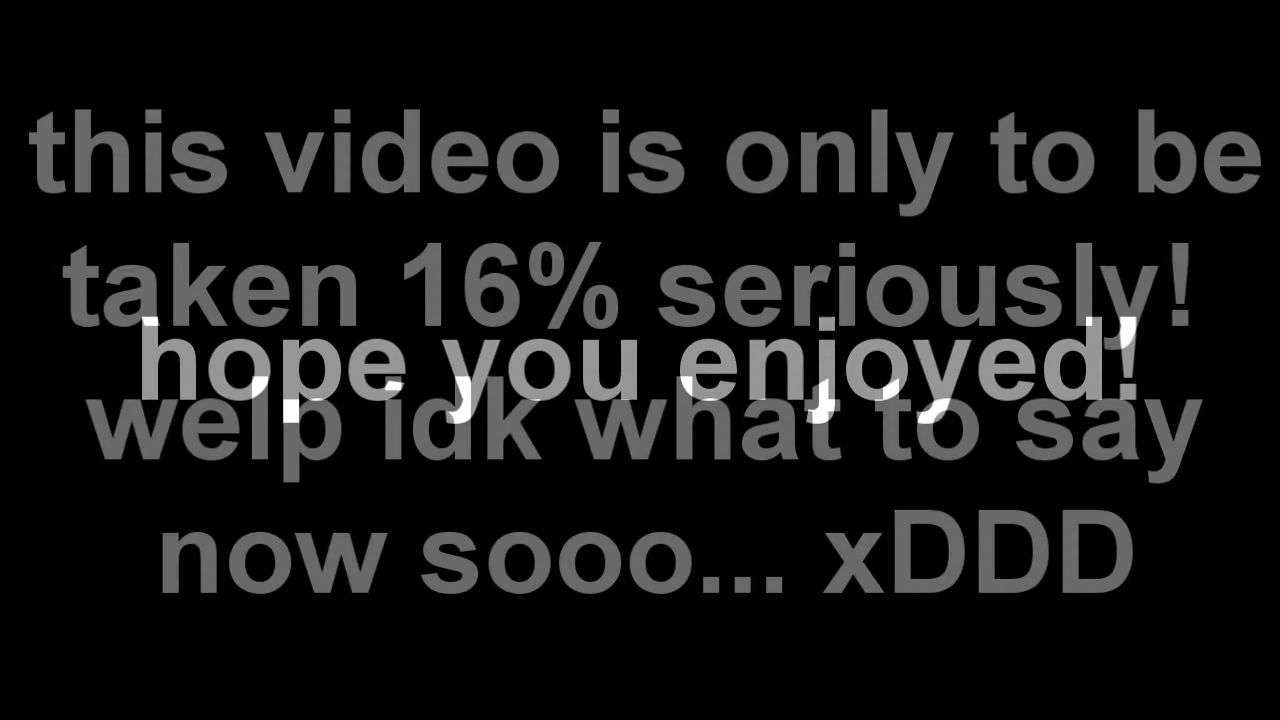 this video is only to be
taken 16% seriously!
hope you enjoyed!
welp idk what to say
now sooo... xDDD